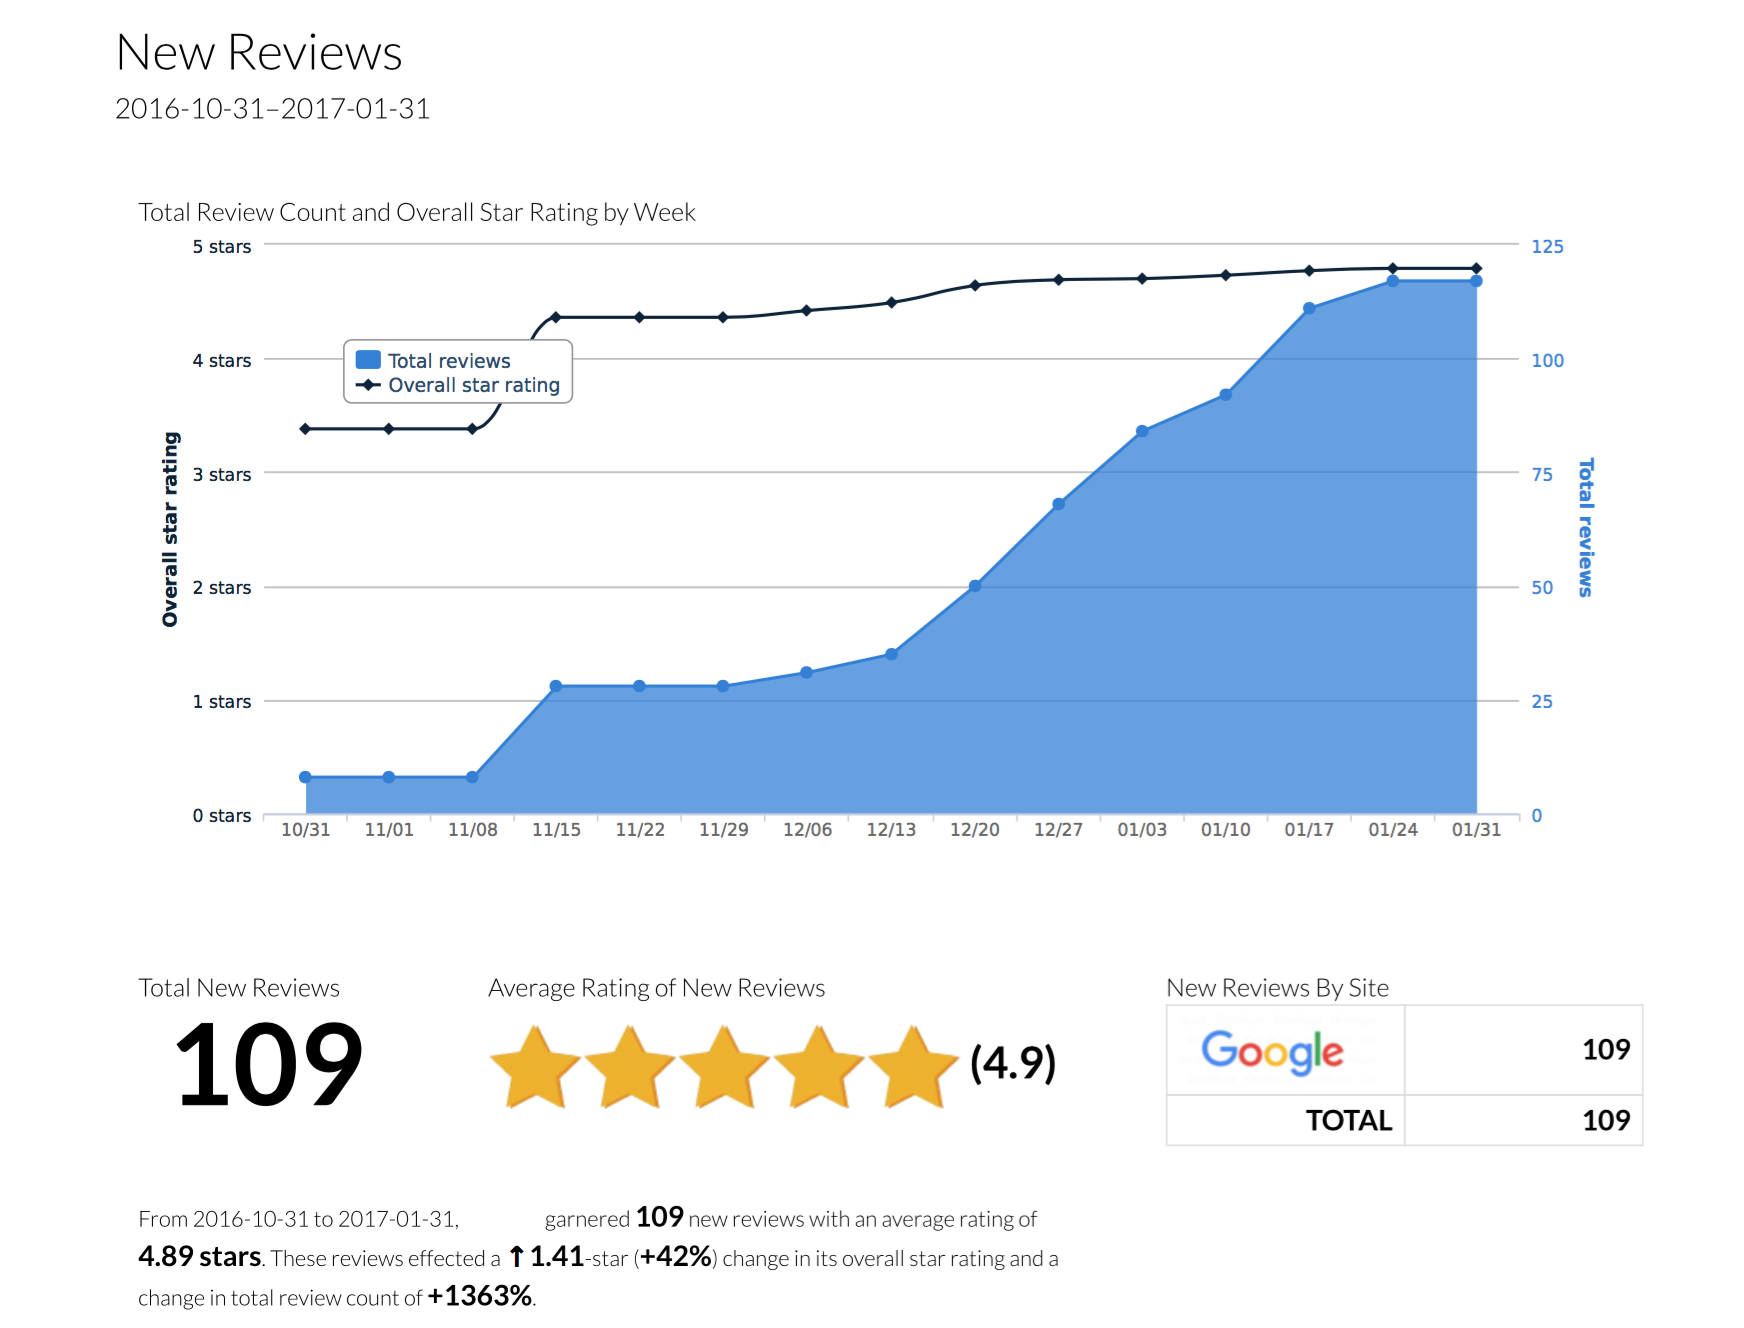 New Reviews
2016-10-31–2017-01-31
Total Review Count and Overall Star Rating by Week
5 stars
4 stars
3 stars
2 stars
1 stars
0 stars
Overall star rating
Total reviews
Overall star rating
125
100
75
50
25
0
Total reviews
10/31 11/01 11/08 11/15 11/22 11/29 12/06 12/13 12/20 12/27 01/03 01/10 01/17 01/24 01/31
Total New Reviews
109
Average Rating of New Reviews
(4.9)
New Reviews By Site
Google 109
TOTAL 109
From 2016-10-31 to 2017-01-31, garnered 109 new reviews with an average rating of
4.89 stars. These reviews effected a ↑1.41-star (+42%) change in its overall star rating and a
change in total review count of +1363%.